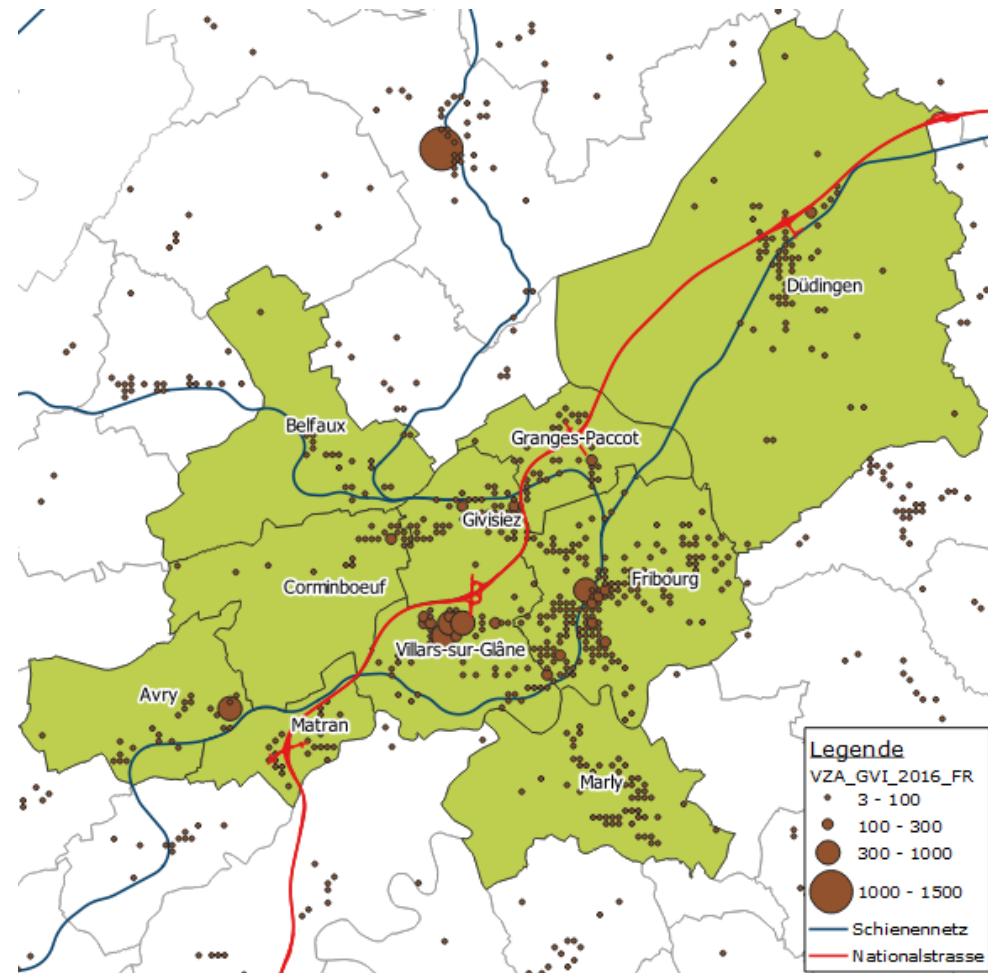 Düdingen
Belfaux
Granges-Paccot
Givisiez
Fribourg
Corminboeuf
Villars-sur-Glâne
Avry
Matran
Marly
Legende
VZA_GVI_2016_FR
3 - 100
100 - 300
300 - 1000
1000 - 1500
Schienennetz
Nationalstrasse